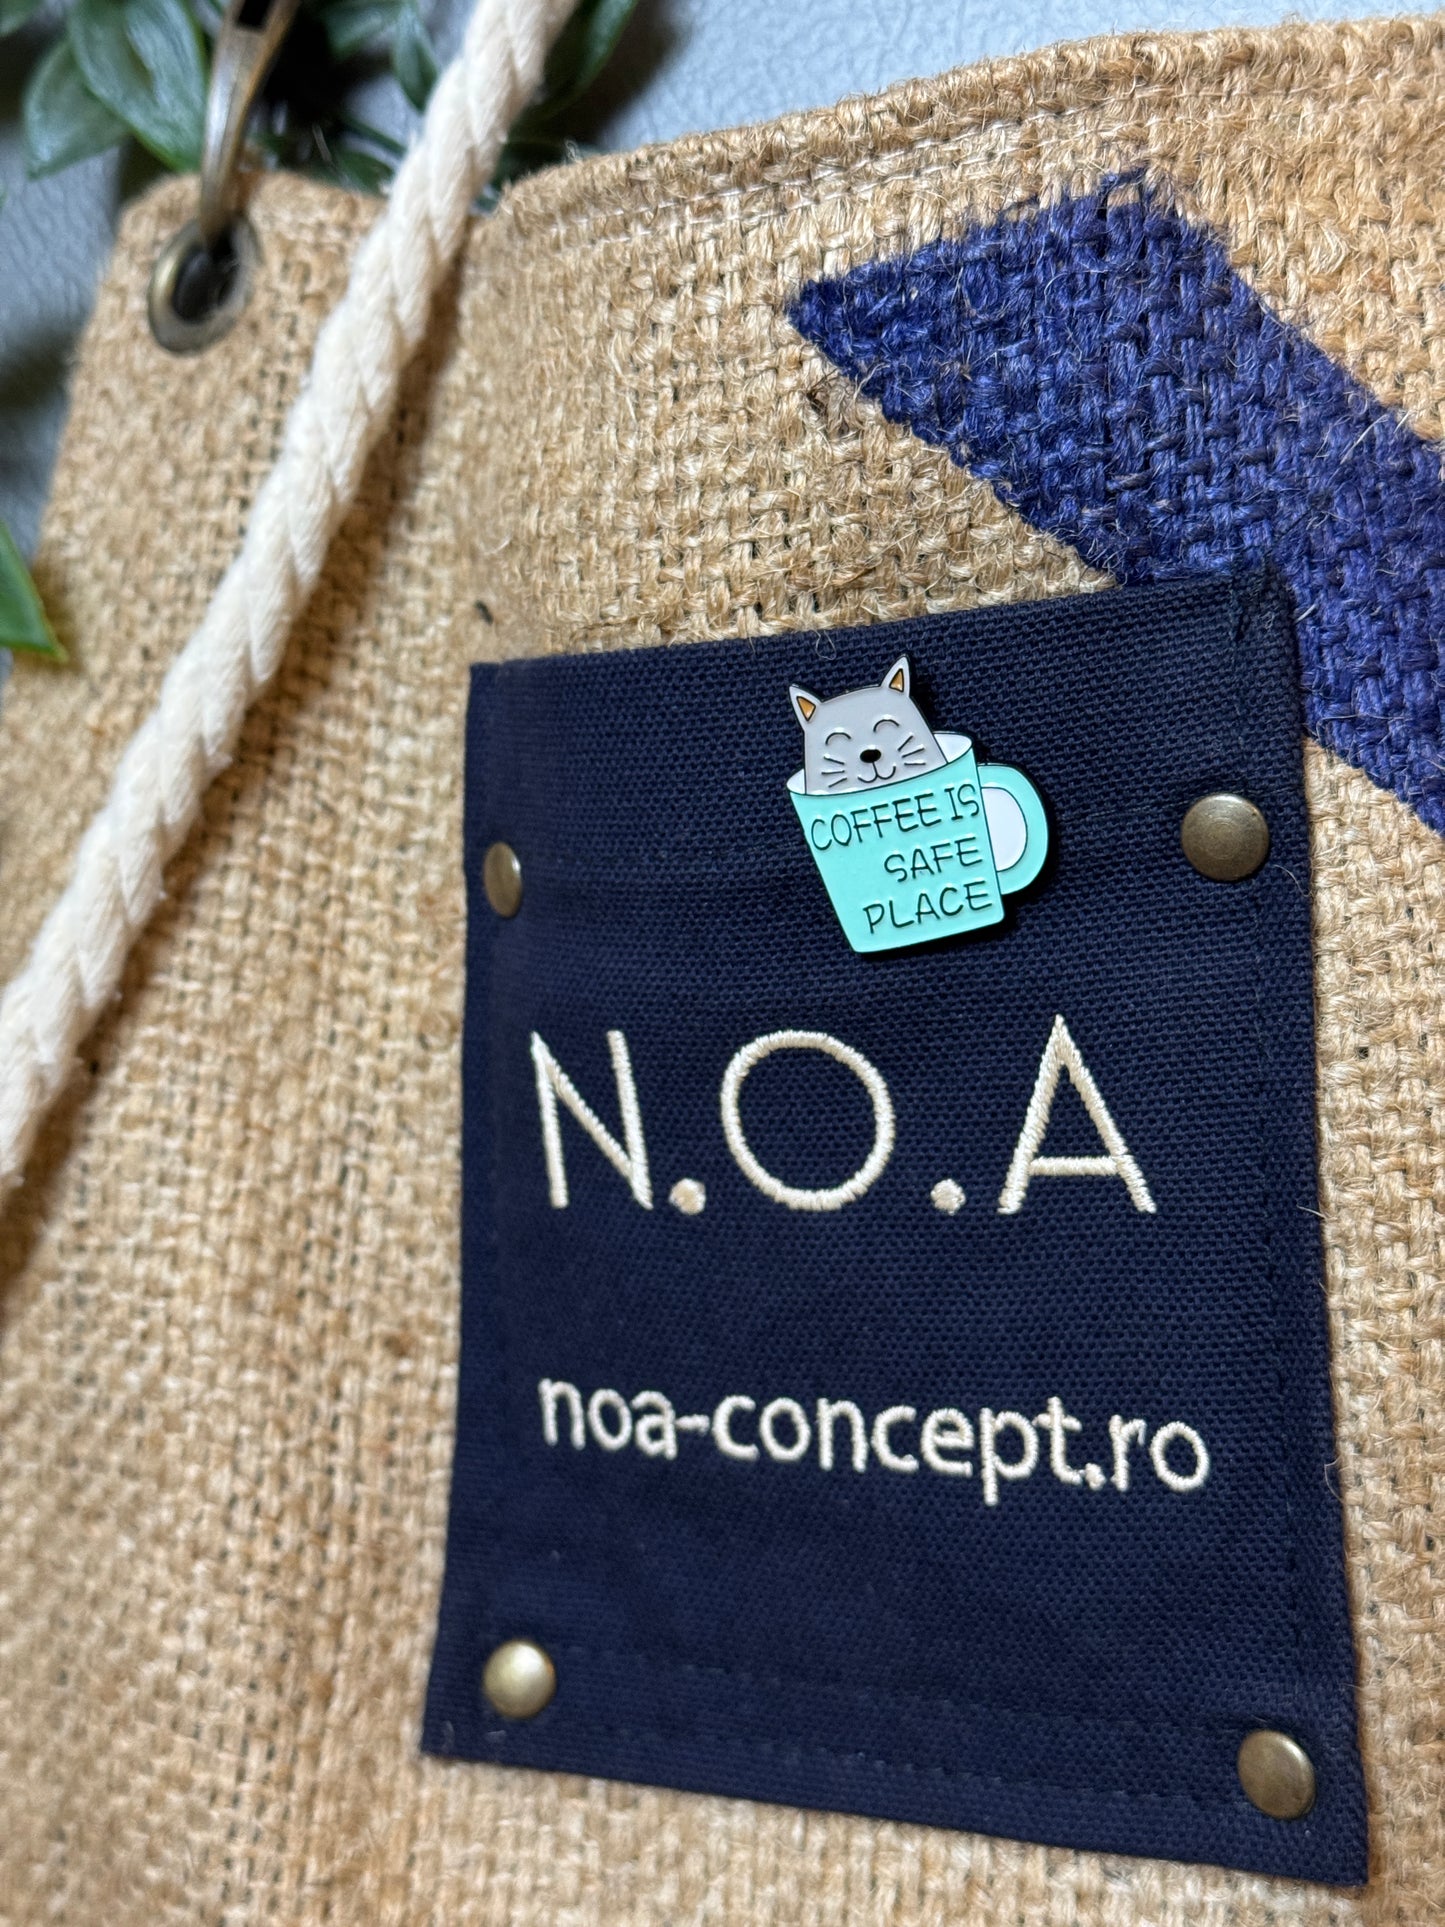 COFFEE IS
SAFE
PLACE
N.O.A
noa-concept.ro